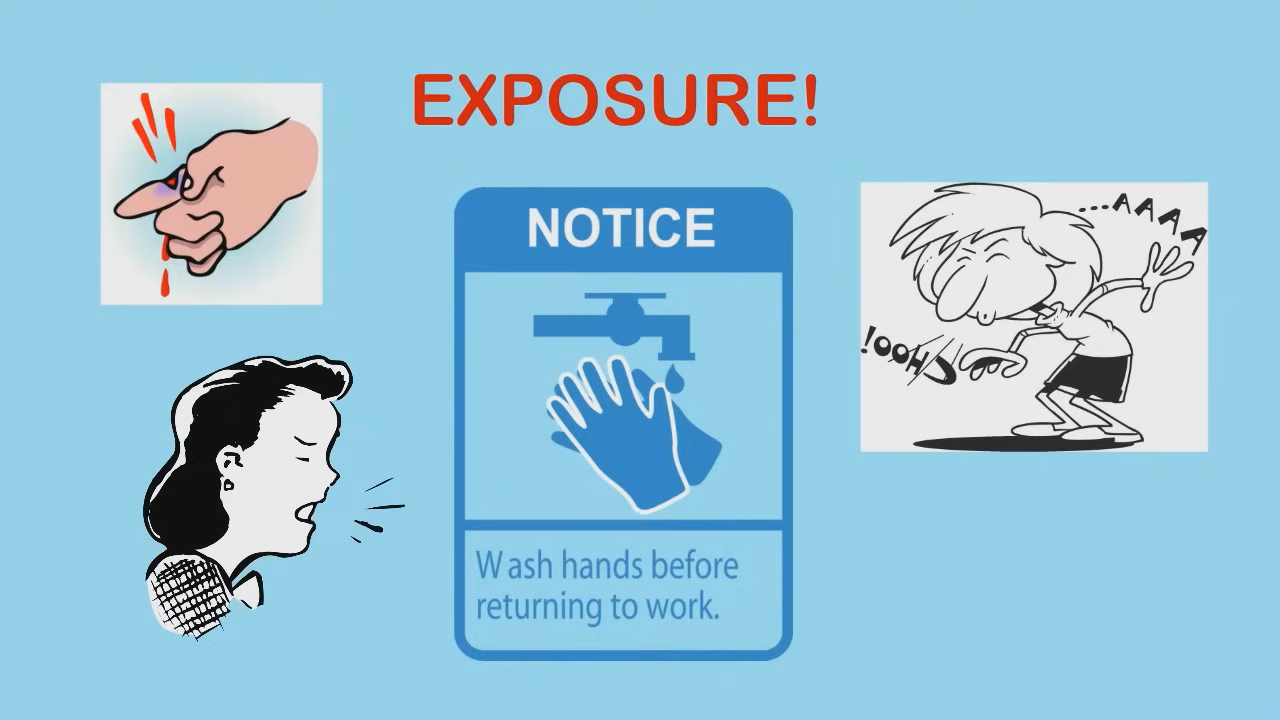 EXPOSURE!
NOTICE
...AAAA
CHOO!
Wash hands before
returning to work.